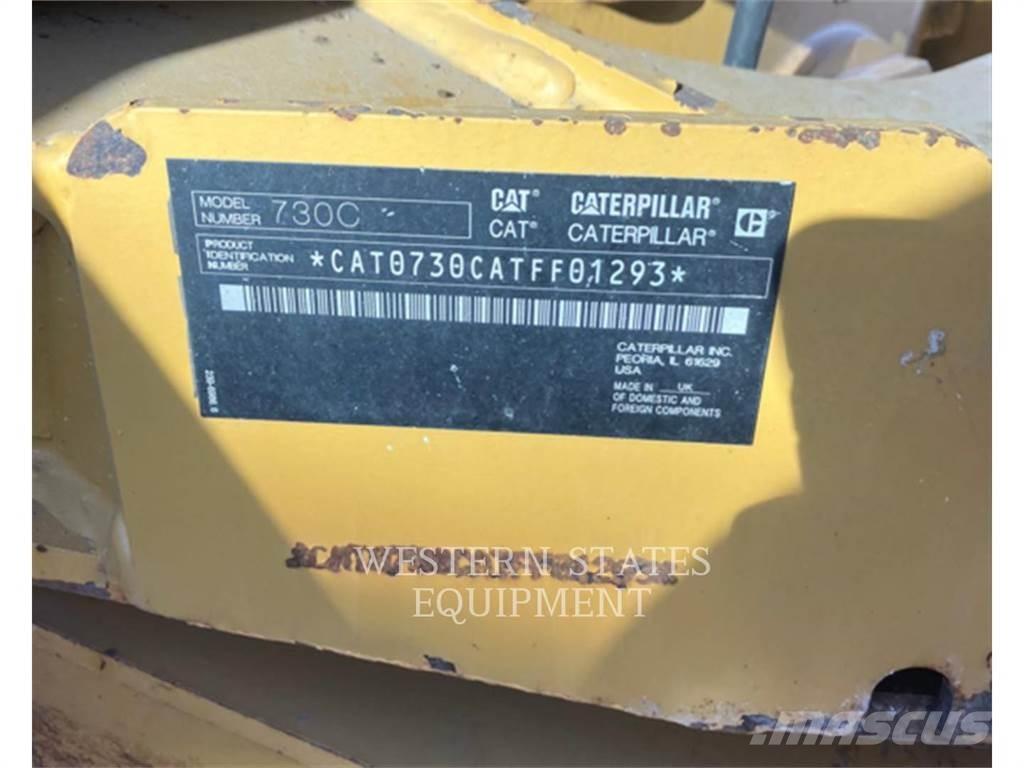 MODEL
NUMBER 730C
CAT® CATERPILLAR®
CAT® CATERPILLAR®
PRODUCT
IDENTIFICATION
NUMBER *CAT0730CATFF01293*
CATERPILLAR INC.
PEORIA, IL 61629
USA
MADE IN UK
OF DOMESTIC AND
FOREIGN COMPONENTS
WESTERN STATES
EQUIPMENT
MASCUS